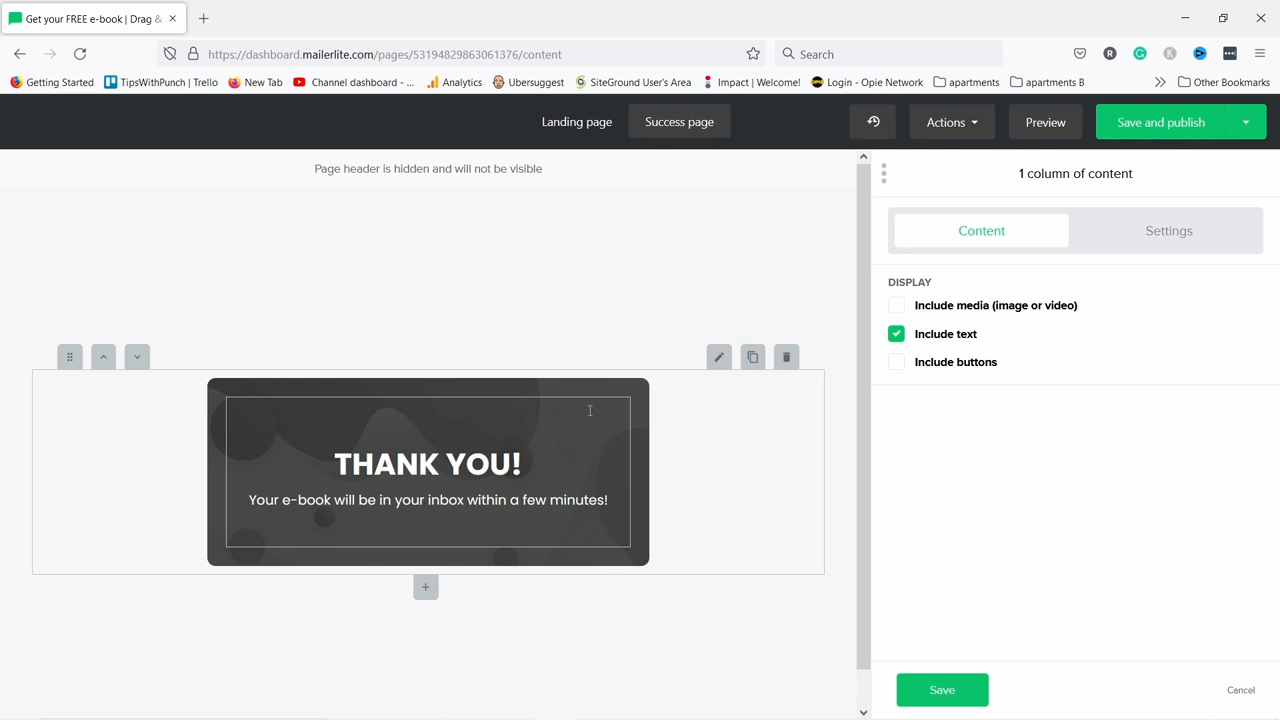 Get your FREE e-book | Drag &
https://dashboard.mailerlite.com/pages/53194829863061376/content
Search
Getting Started
TipsWithPunch | Trello
New Tab
Channel dashboard - ...
Analytics
Ubersuggest
SiteGround User's Area
Impact | Welcome!
Login - Opie Network
apartments
apartments B
Other Bookmarks
Landing page
Success page
Actions
Preview
Save and publish
Page header is hidden and will not be visible
1 column of content
Content
Settings
DISPLAY
Include media (image or video)
Include text
Include buttons
THANK YOU!
Your e-book will be in your inbox within a few minutes!
Save
Cancel